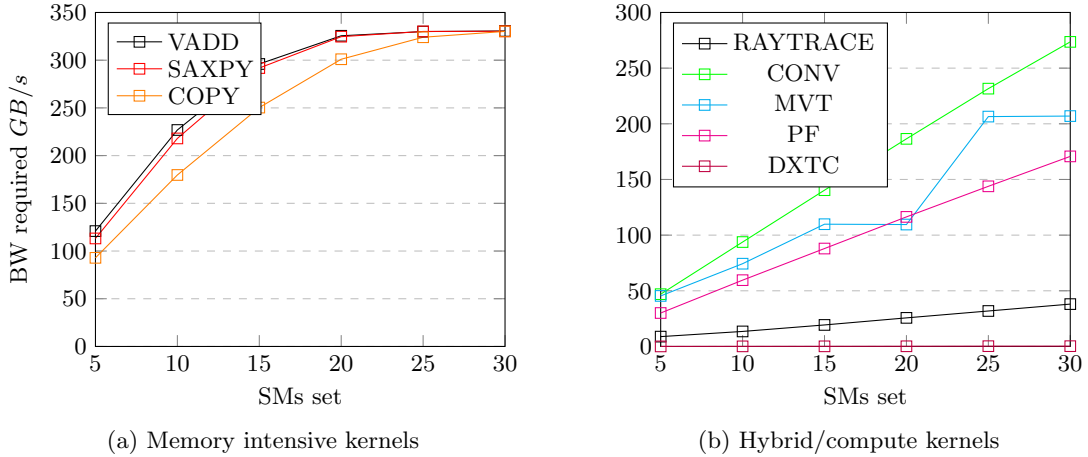 350
300
250
200
150
100
50
0
5 10 15 20 25 30
BW required GB/s
SMs set
VADD
SAXPY
COPY
(a) Memory intensive kernels
300
250
200
150
100
50
0
5 10 15 20 25 30
SMs set
RAYTRACE
CONV
MVT
PF
DXTC
(b) Hybrid/compute kernels